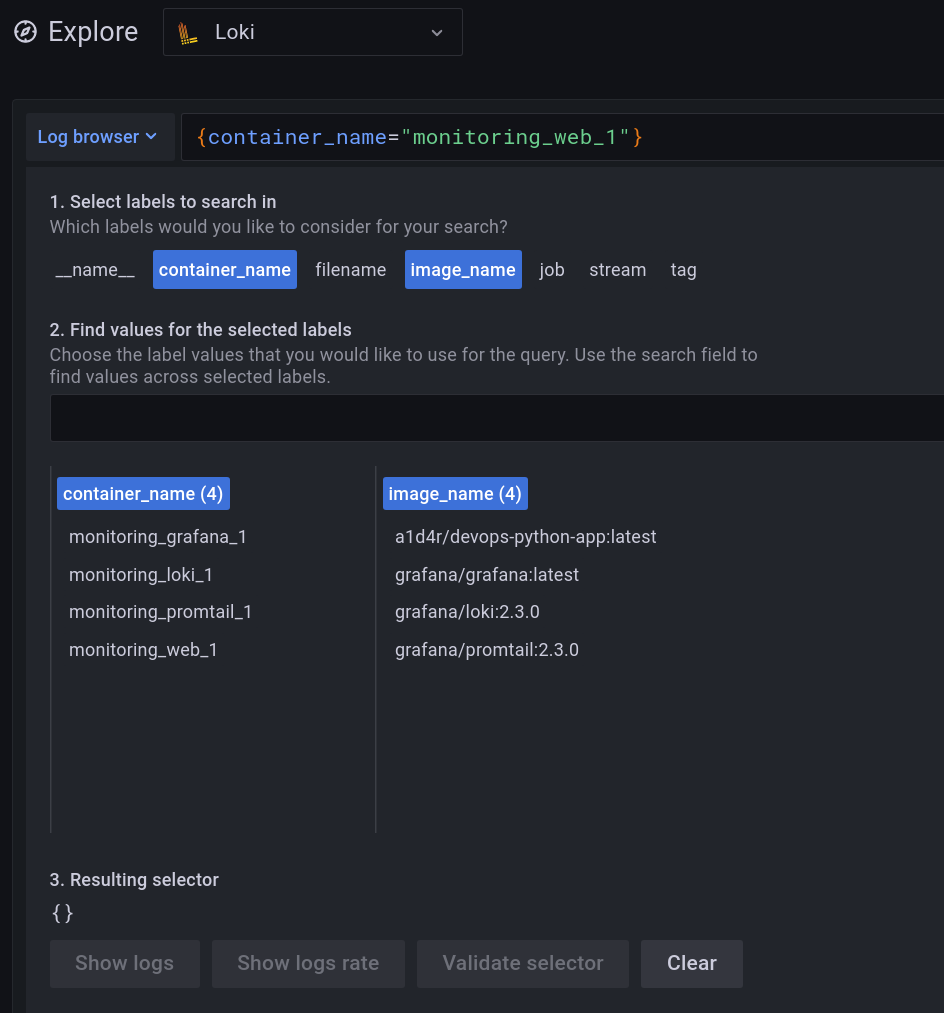 Explore Loki
Log browser {container_name="monitoring_web_1"}
1. Select labels to search in
Which labels would you like to consider for your search?
__name__ container_name filename image_name job stream tag
2. Find values for the selected labels
Choose the label values that you would like to use for the query. Use the search field to
find values across selected labels.
container_name (4) image_name (4)
monitoring_grafana_1 a1d4r/devops-python-app:latest
monitoring_loki_1 grafana/grafana:latest
monitoring_promtail_1 grafana/loki:2.3.0
monitoring_web_1 grafana/promtail:2.3.0
3. Resulting selector
{}
Show logs Show logs rate Validate selector Clear